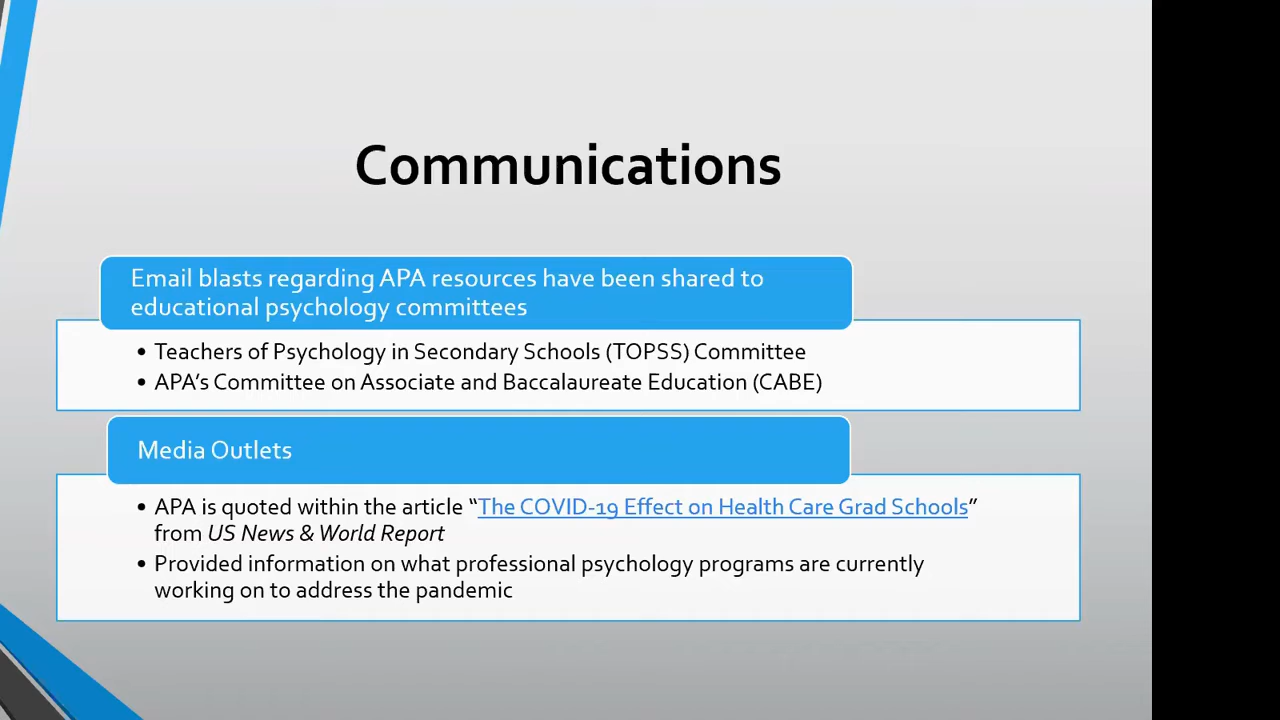 Communications
Email blasts regarding APA resources have been shared to
educational psychology committees
• Teachers of Psychology in Secondary Schools (TOPSS) Committee
• APA’s Committee on Associate and Baccalaureate Education (CABE)
Media Outlets
• APA is quoted within the article “The COVID-19 Effect on Health Care Grad Schools”
from US News & World Report
• Provided information on what professional psychology programs are currently
working on to address the pandemic